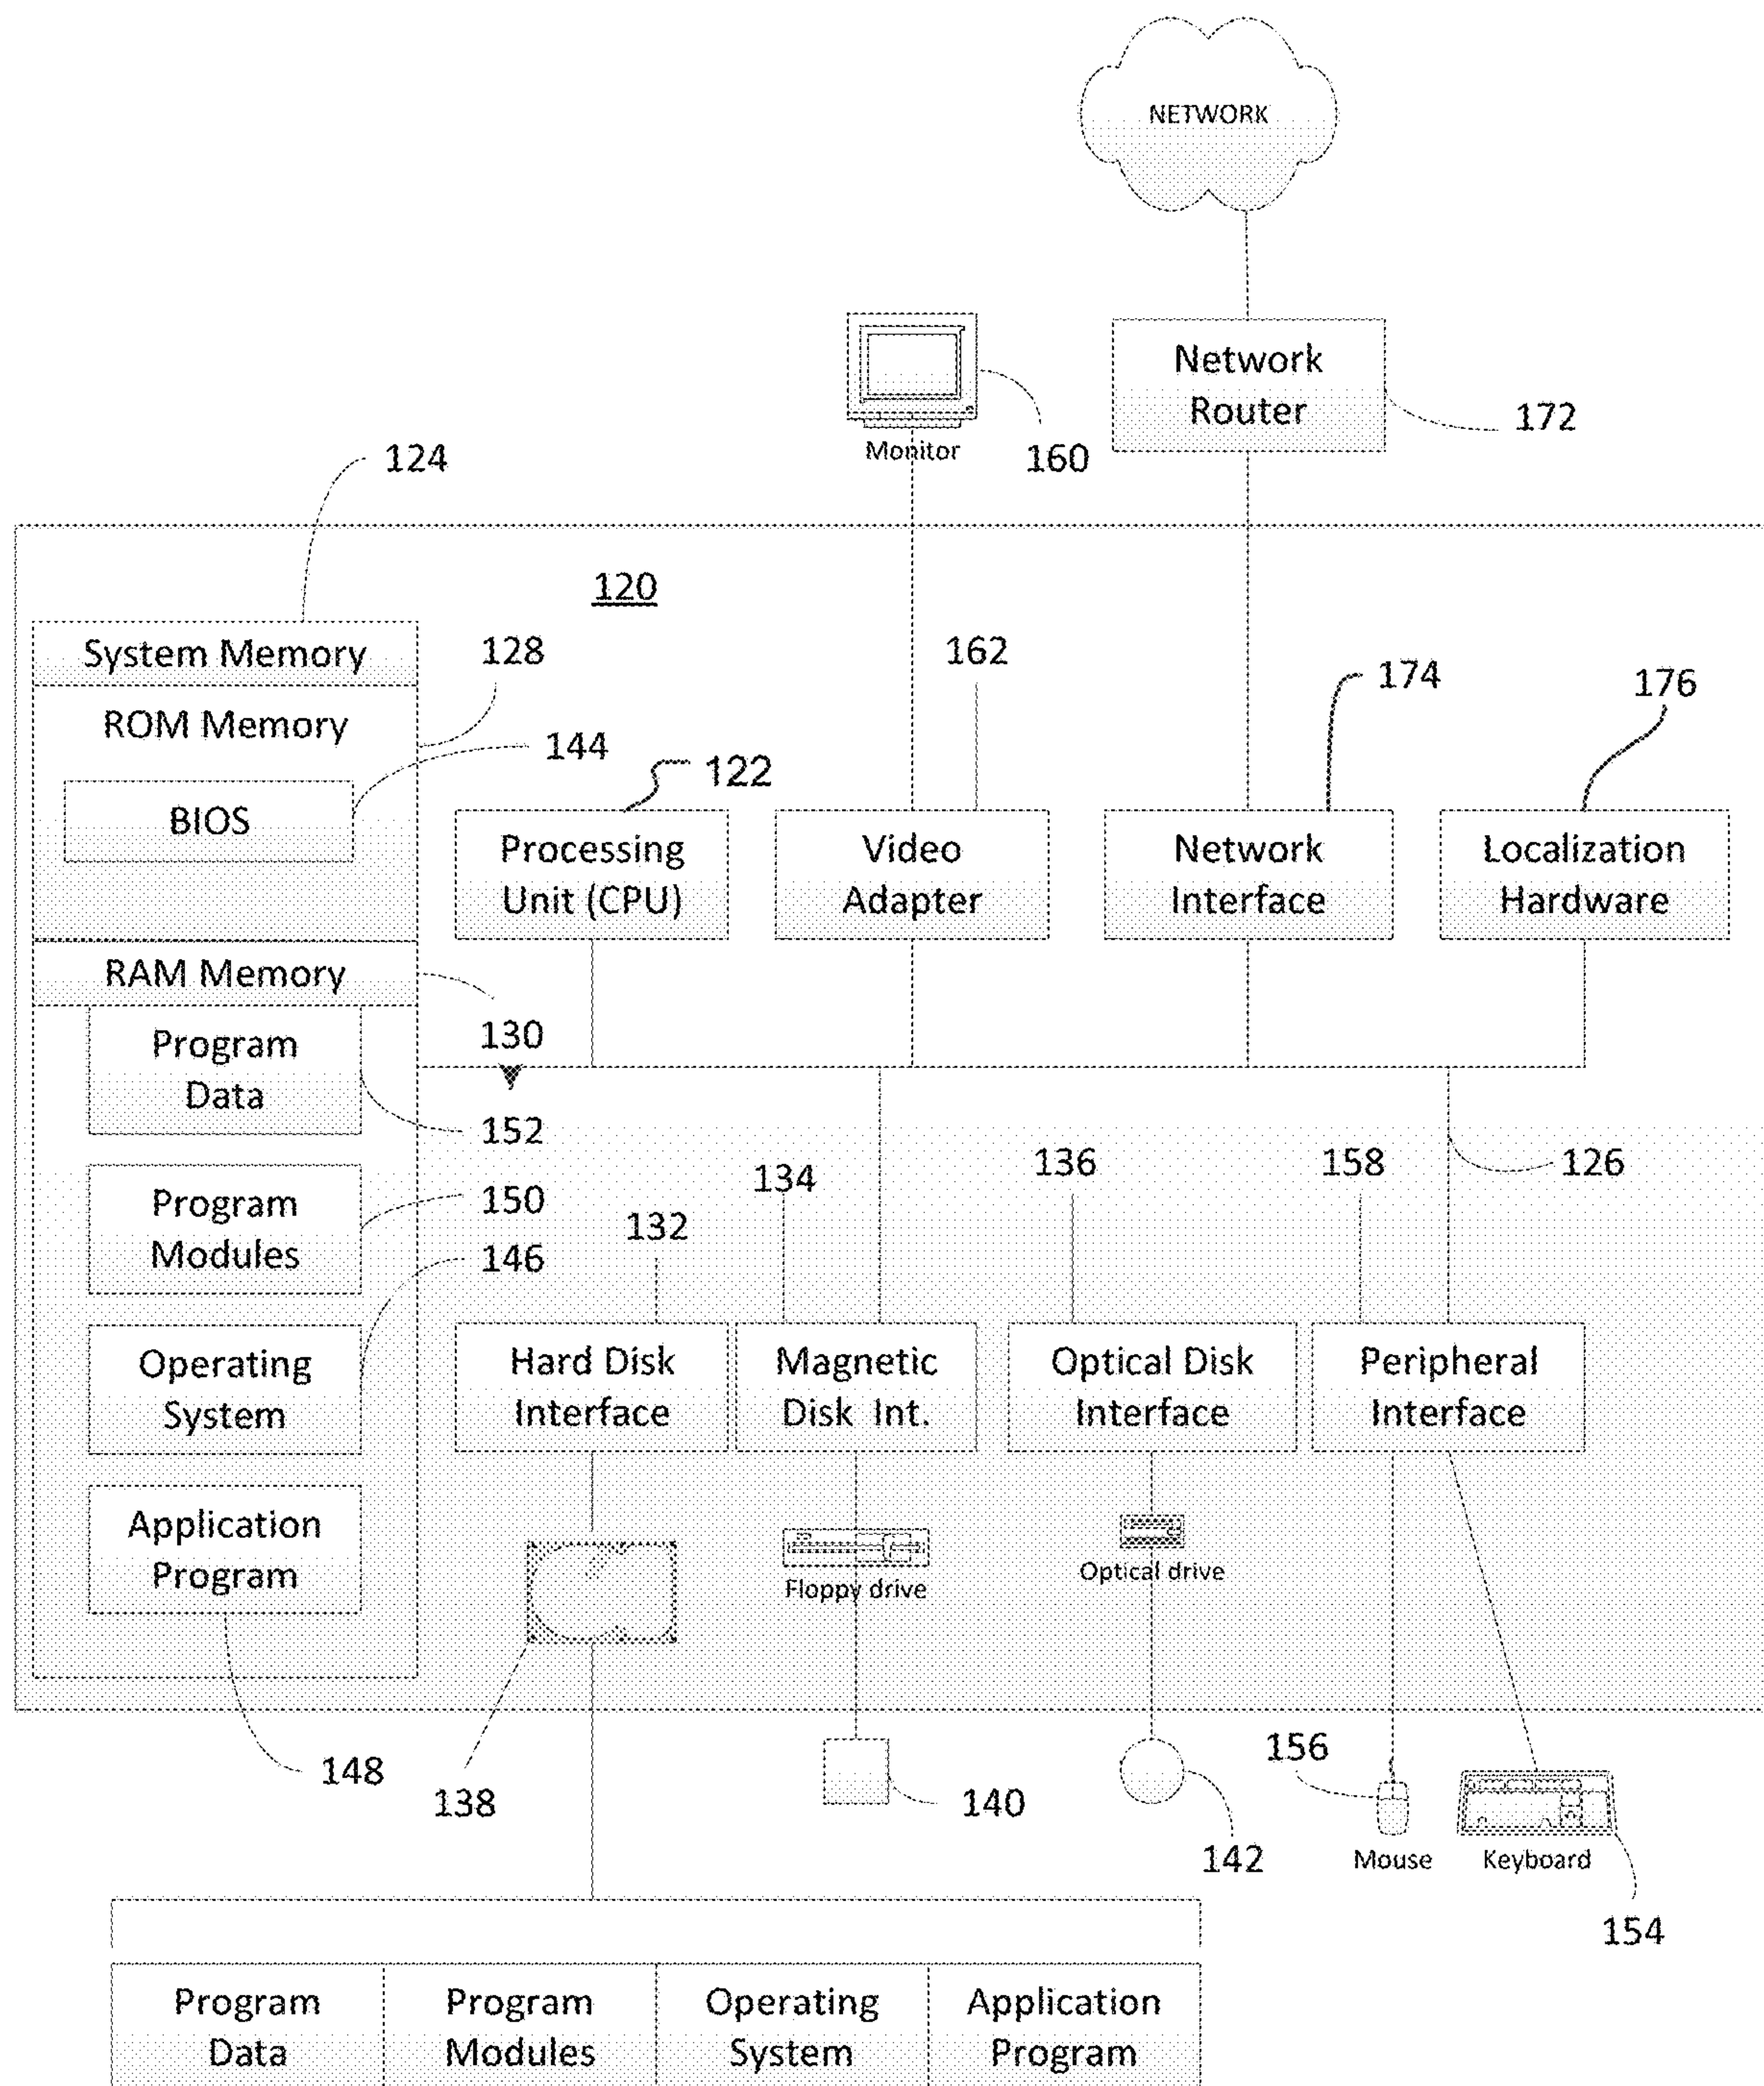 NETWORK
Network
Router
172
Monitor
160
124
120
System Memory
128
162
174
176
ROM Memory
144
122
BIOS
Processing
Unit (CPU)
Video
Adapter
Network
Interface
Localization
Hardware
RAM Memory
130
Program
Data
152
134
136
158
126
Program
Modules
150
132
146
Operating
System
Hard Disk
Interface
Magnetic
Disk Int.
Optical Disk
Interface
Peripheral
Interface
Application
Program
Floppy drive
Optical drive
148
138
140
142
156
Mouse
Keyboard
154
Program
Data
Program
Modules
Operating
System
Application
Program